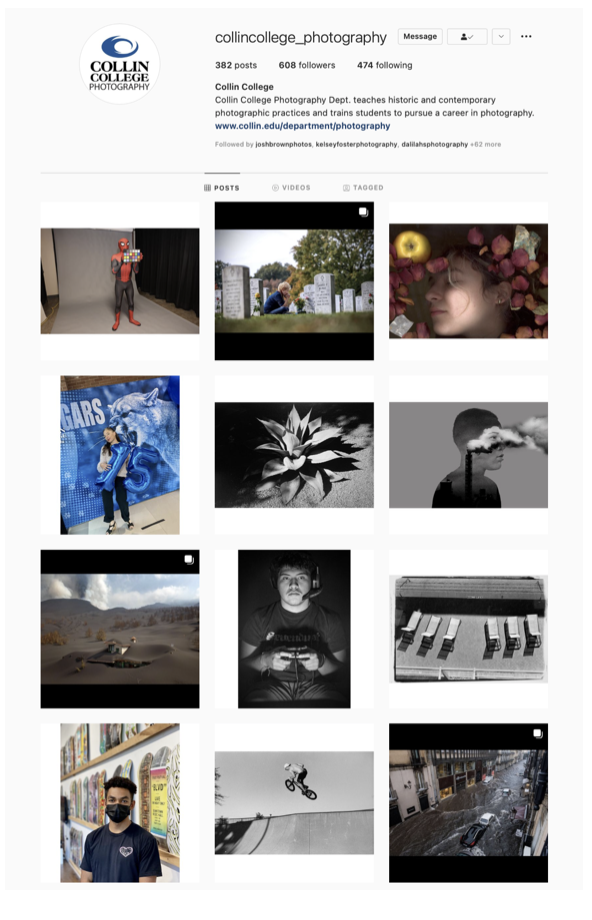 COLLIN
COLLEGE
PHOTOGRAPHY
collincollege_photography
Message
382 posts 608 followers 474 following
Collin College
Collin College Photography Dept. teaches historic and contemporary
photographic practices and trains students to pursue a career in photography.
www.collin.edu/department/photography
Followed by joshbrownphotos, kelseyfosterphotography, dalilahsphotography +62 more
POSTS VIDEOS TAGGED
GARS
75